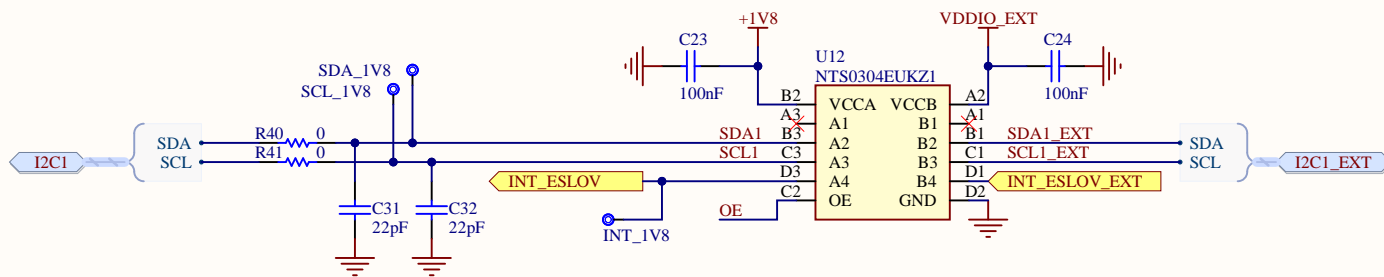 +1V8
VDDIO_EXT
C23
100nF
C24
100nF
U12
NTS0304EUKZ1
SDA_1V8
SCL_1V8
B2 VCCA VCCB A2
A3 A1 B1 A1
SDA R40 0 SDA1 B3 A2 B2 B1 SDA1_EXT SDA
I2C1 SCL R41 0 SCL1 C3 A3 B3 C1 SCL1_EXT SCL I2C1_EXT
INT_ESLOV D3 A4 B4 D1 INT_ESLOV_EXT
OE C2 OE GND D2
C31
22pF
C32
22pF
INT_1V8